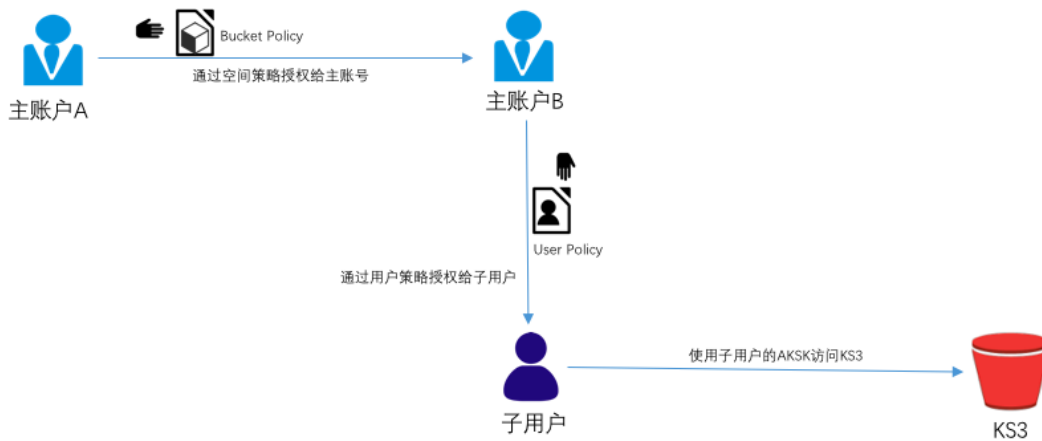 Bucket Policy
通过空间策略授权给主账号
主账户A
主账户B
User Policy
通过用户策略授权给子用户
使用子用户的AKSK访问KS3
子用户
KS3